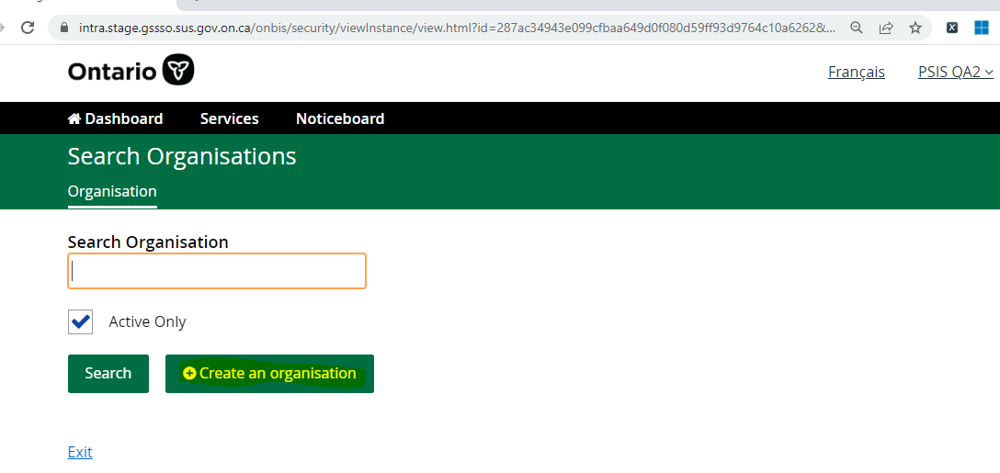 intra.stage.gssso.sus.gov.on.ca/onbis/security/viewInstance/view.html?id=287ac34943e099cfbaa649d0f080d59ff93d9764c10a6262&...
Ontario
Français
PSIS QA2
Dashboard Services Noticeboard
Search Organisations
Organisation
Search Organisation
Active Only
Search Create an organisation
Exit